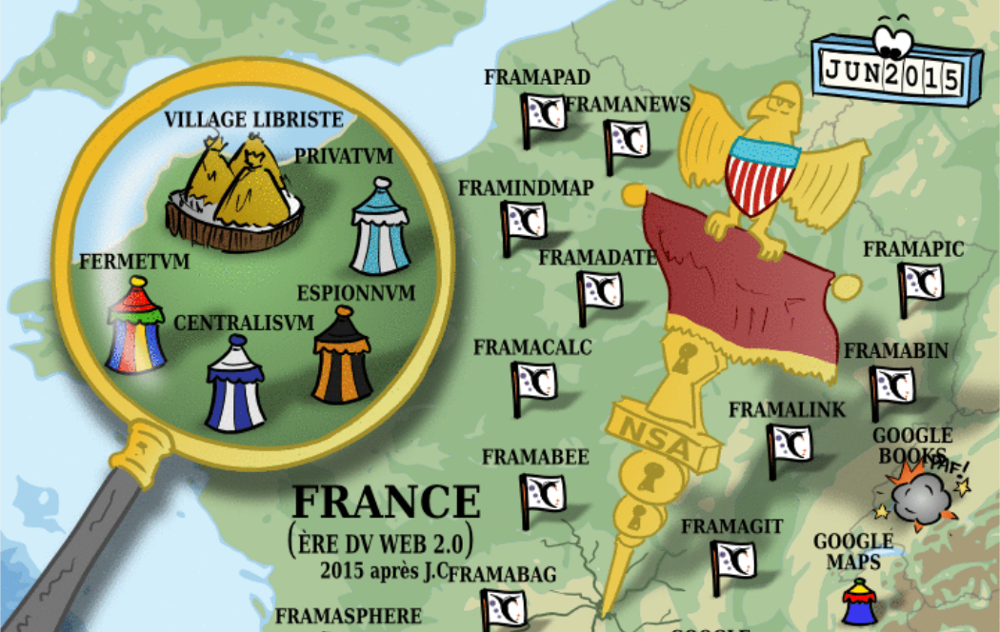 JUN2015
FRAMAPAD
FRAMANEWS
VILLAGE LIBRISTE
PRIVATVM
FRAMINDMAP
FERMETVM
FRAMADATE
FRAMAPIC
ESPIONNVM
CENTRALISVM
FRAMACALC
FRAMABIN
FRAMALINK
NSA
GOOGLE
BOOKS
PAF!
FRAMABEE
FRANCE
(ÈRE DV WEB 2.0)
2015 après J.C
FRAMAGIT
GOOGLE
MAPS
FRAMABAG
FRAMASPHERE
GOOGLE